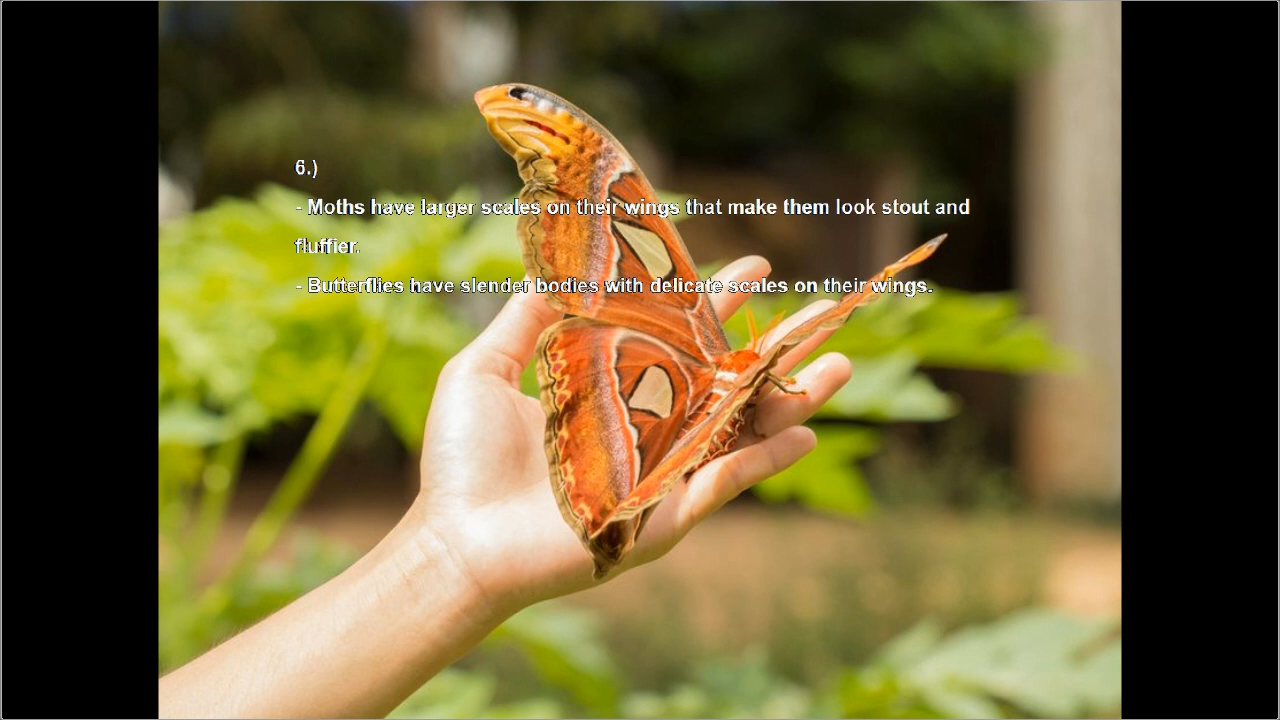 6.)
- Moths have larger scales on their wings that make them look stout and
fluffier.
- Butterflies have slender bodies with delicate scales on their wings.